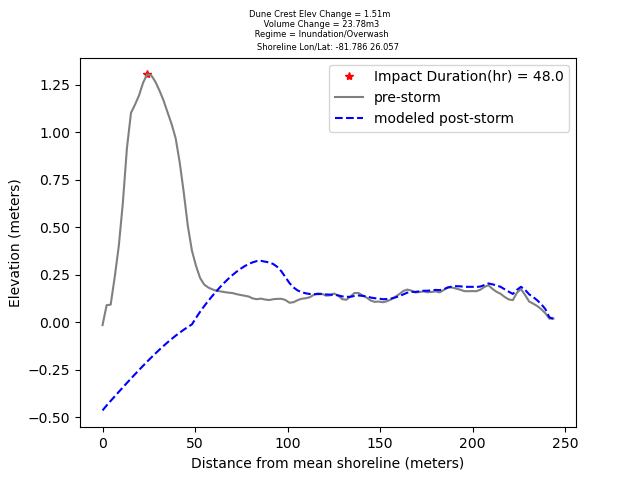 Dune Crest Elev Change = 1.51m
Volume Change = 23.78m3
Regime = Inundation/Overwash
Shoreline Lon/Lat: -81.786 26.057
Impact Duration(hr) = 48.0
pre-storm
modeled post-storm
1.25
1.00
0.75
0.50
0.25
0.00
−0.25
−0.50
Elevation (meters)
0 50 100 150 200 250
Distance from mean shoreline (meters)